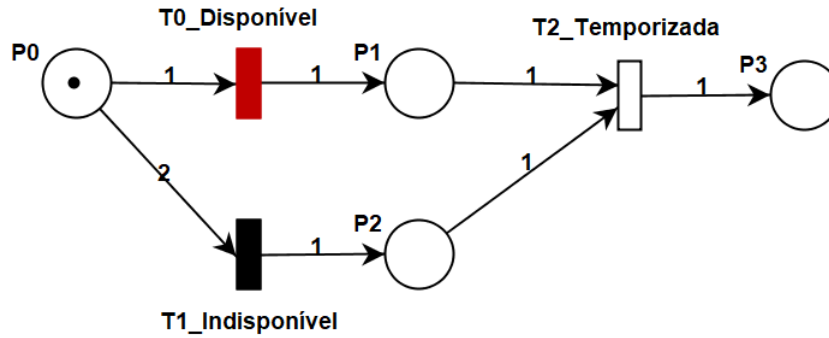 T0_Disponível
T2_Temporizada
P0
P1
P3
1
1
1
1
2
1
P2
1
T1_Indisponível